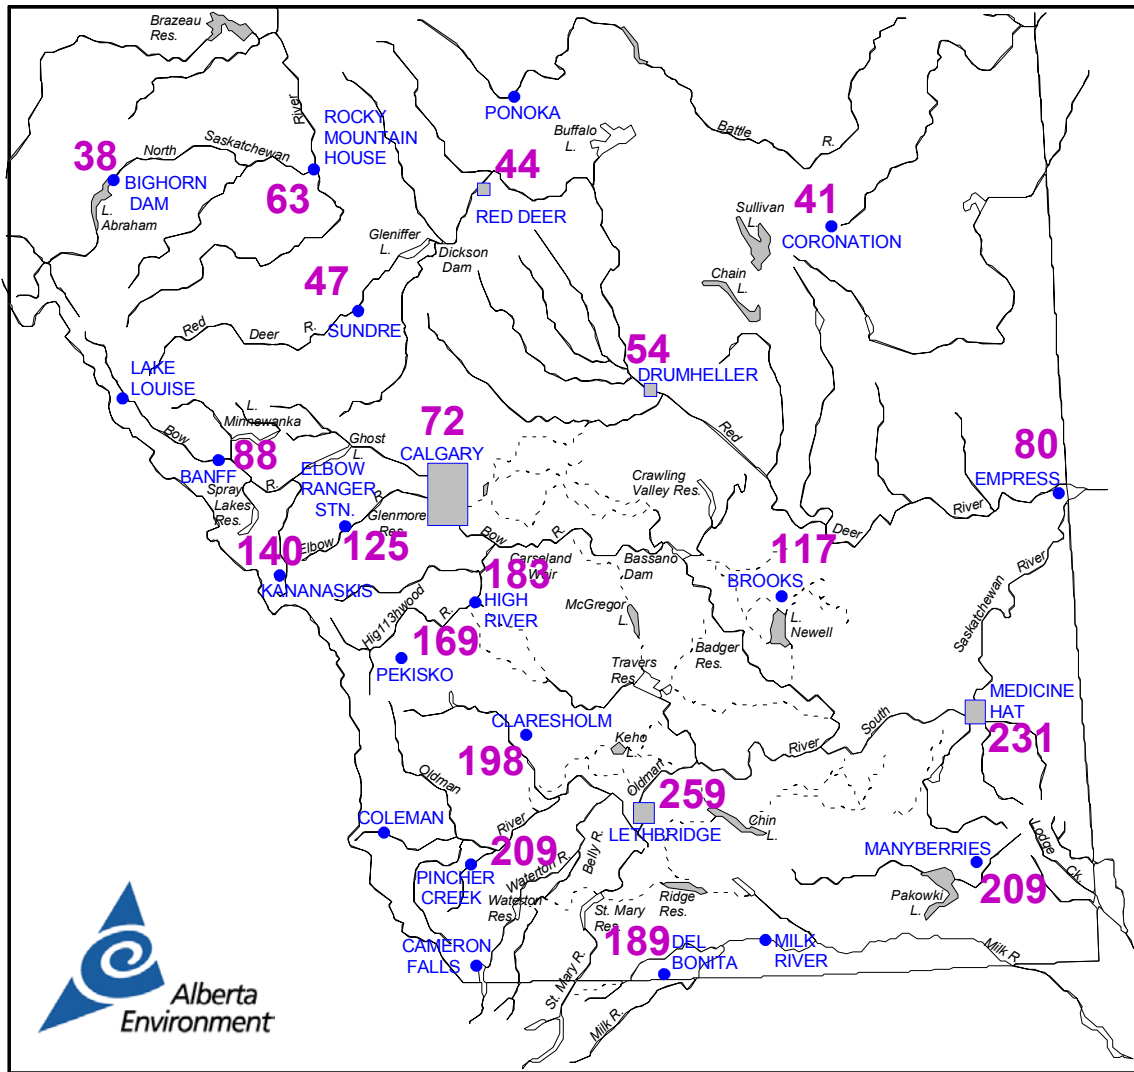 Brazeau
Res.
River
ROCKY
MOUNTAIN
HOUSE
PONOKA
Buffalo
L.
Battle
R.
38
North
Saskatchewan
BIGHORN
DAM
L.
Abraham
63
44
RED DEER
41
Sullivan
L.
CORONATION
Gleniffer
L.
Dickson
Dam
Chain
L.
47
SUNDRE
Red
Deer
R.
54
DRUMHELLER
LAKE
LOUISE
L.
Minnewanka
Bow
BANFF
88
R.
Ghost
L.
72
CALGARY
Red
80
EMPRESS
Spray
Lakes
Res.
ELBOW
RANGER
STN.
R.
Glenmore
Res.
Elbow
125
Crawling
Valley Res.
River
Deer
Bow
R.
Carseland
Weir
Bassano
Dam
140
KANANASKIS
183
HIGH
RIVER
117
BROOKS
L.
Newell
River
Saskatchewan
Hig113hwood
R.
McGregor
L.
169
PEKISKO
Badger
Res.
Travers
Res.
MEDICINE
HAT
231
CLARESHOLM
198
Keho
L.
River
South
Oldman
Oldman
259
LETHBRIDGE
Chin
L.
COLEMAN
River
209
PINCHER
CREEK
Waterton R.
Belly R.
Waterton
Res.
MANYBERRIES
209
Lodge
Ck.
Pakowki
L.
Ridge
Res.
St. Mary
Res.
189
DEL
BONITA
MILK
RIVER
Milk R.
CAMERON
FALLS
St. Mary R.
Milk R.
Alberta
Environment